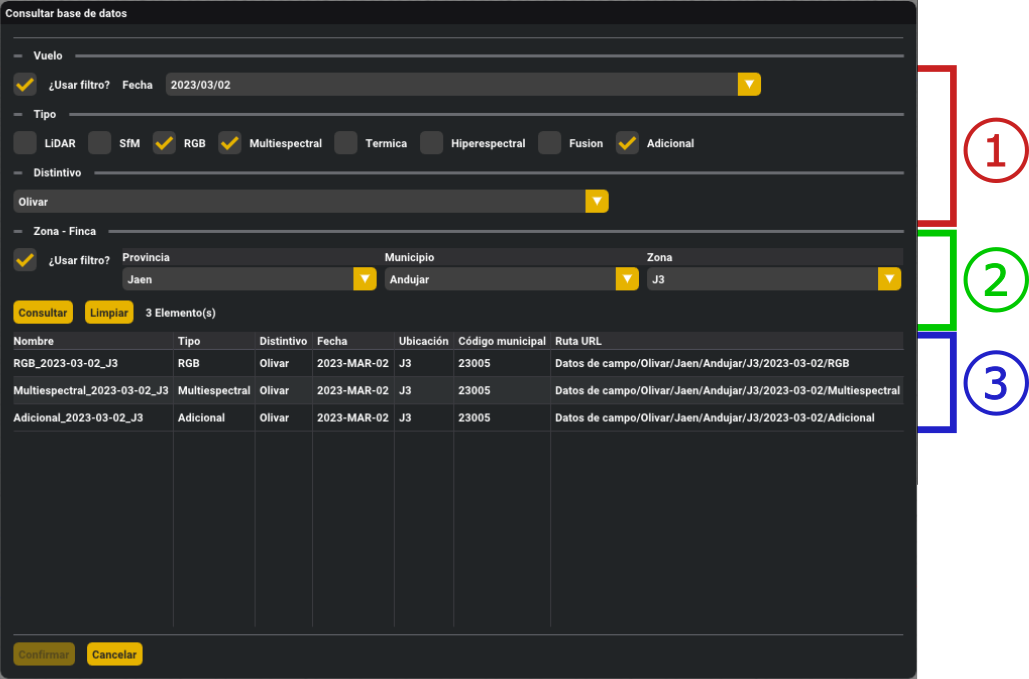 Consultar base de datos
Vuelo
¿Usar filtro? Fecha 2023/03/02
Tipo
LiDAR SfM RGB Multiespectral Termica Hiperespectral Fusion Adicional
1
Distintivo
Olivar
Zona - Finca
¿Usar filtro? Provincia Municipio Zona
Jaen Andujar J3
2
Consultar Limpiar 3 Elemento(s)
Nombre Tipo Distintivo Fecha Ubicación Código municipal Ruta URL
RGB_2023-03-02_J3 RGB Olivar 2023-MAR-02 J3 23005 Datos de campo/Olivar/Jaen/Andujar/J3/2023-03-02/RGB
Multiespectral_2023-03-02_J3 Multiespectral Olivar 2023-MAR-02 J3 23005 Datos de campo/Olivar/Jaen/Andujar/J3/2023-03-02/Multiespectral
3
Adicional_2023-03-02_J3 Adicional Olivar 2023-MAR-02 J3 23005 Datos de campo/Olivar/Jaen/Andujar/J3/2023-03-02/Adicional
Confirmar Cancelar